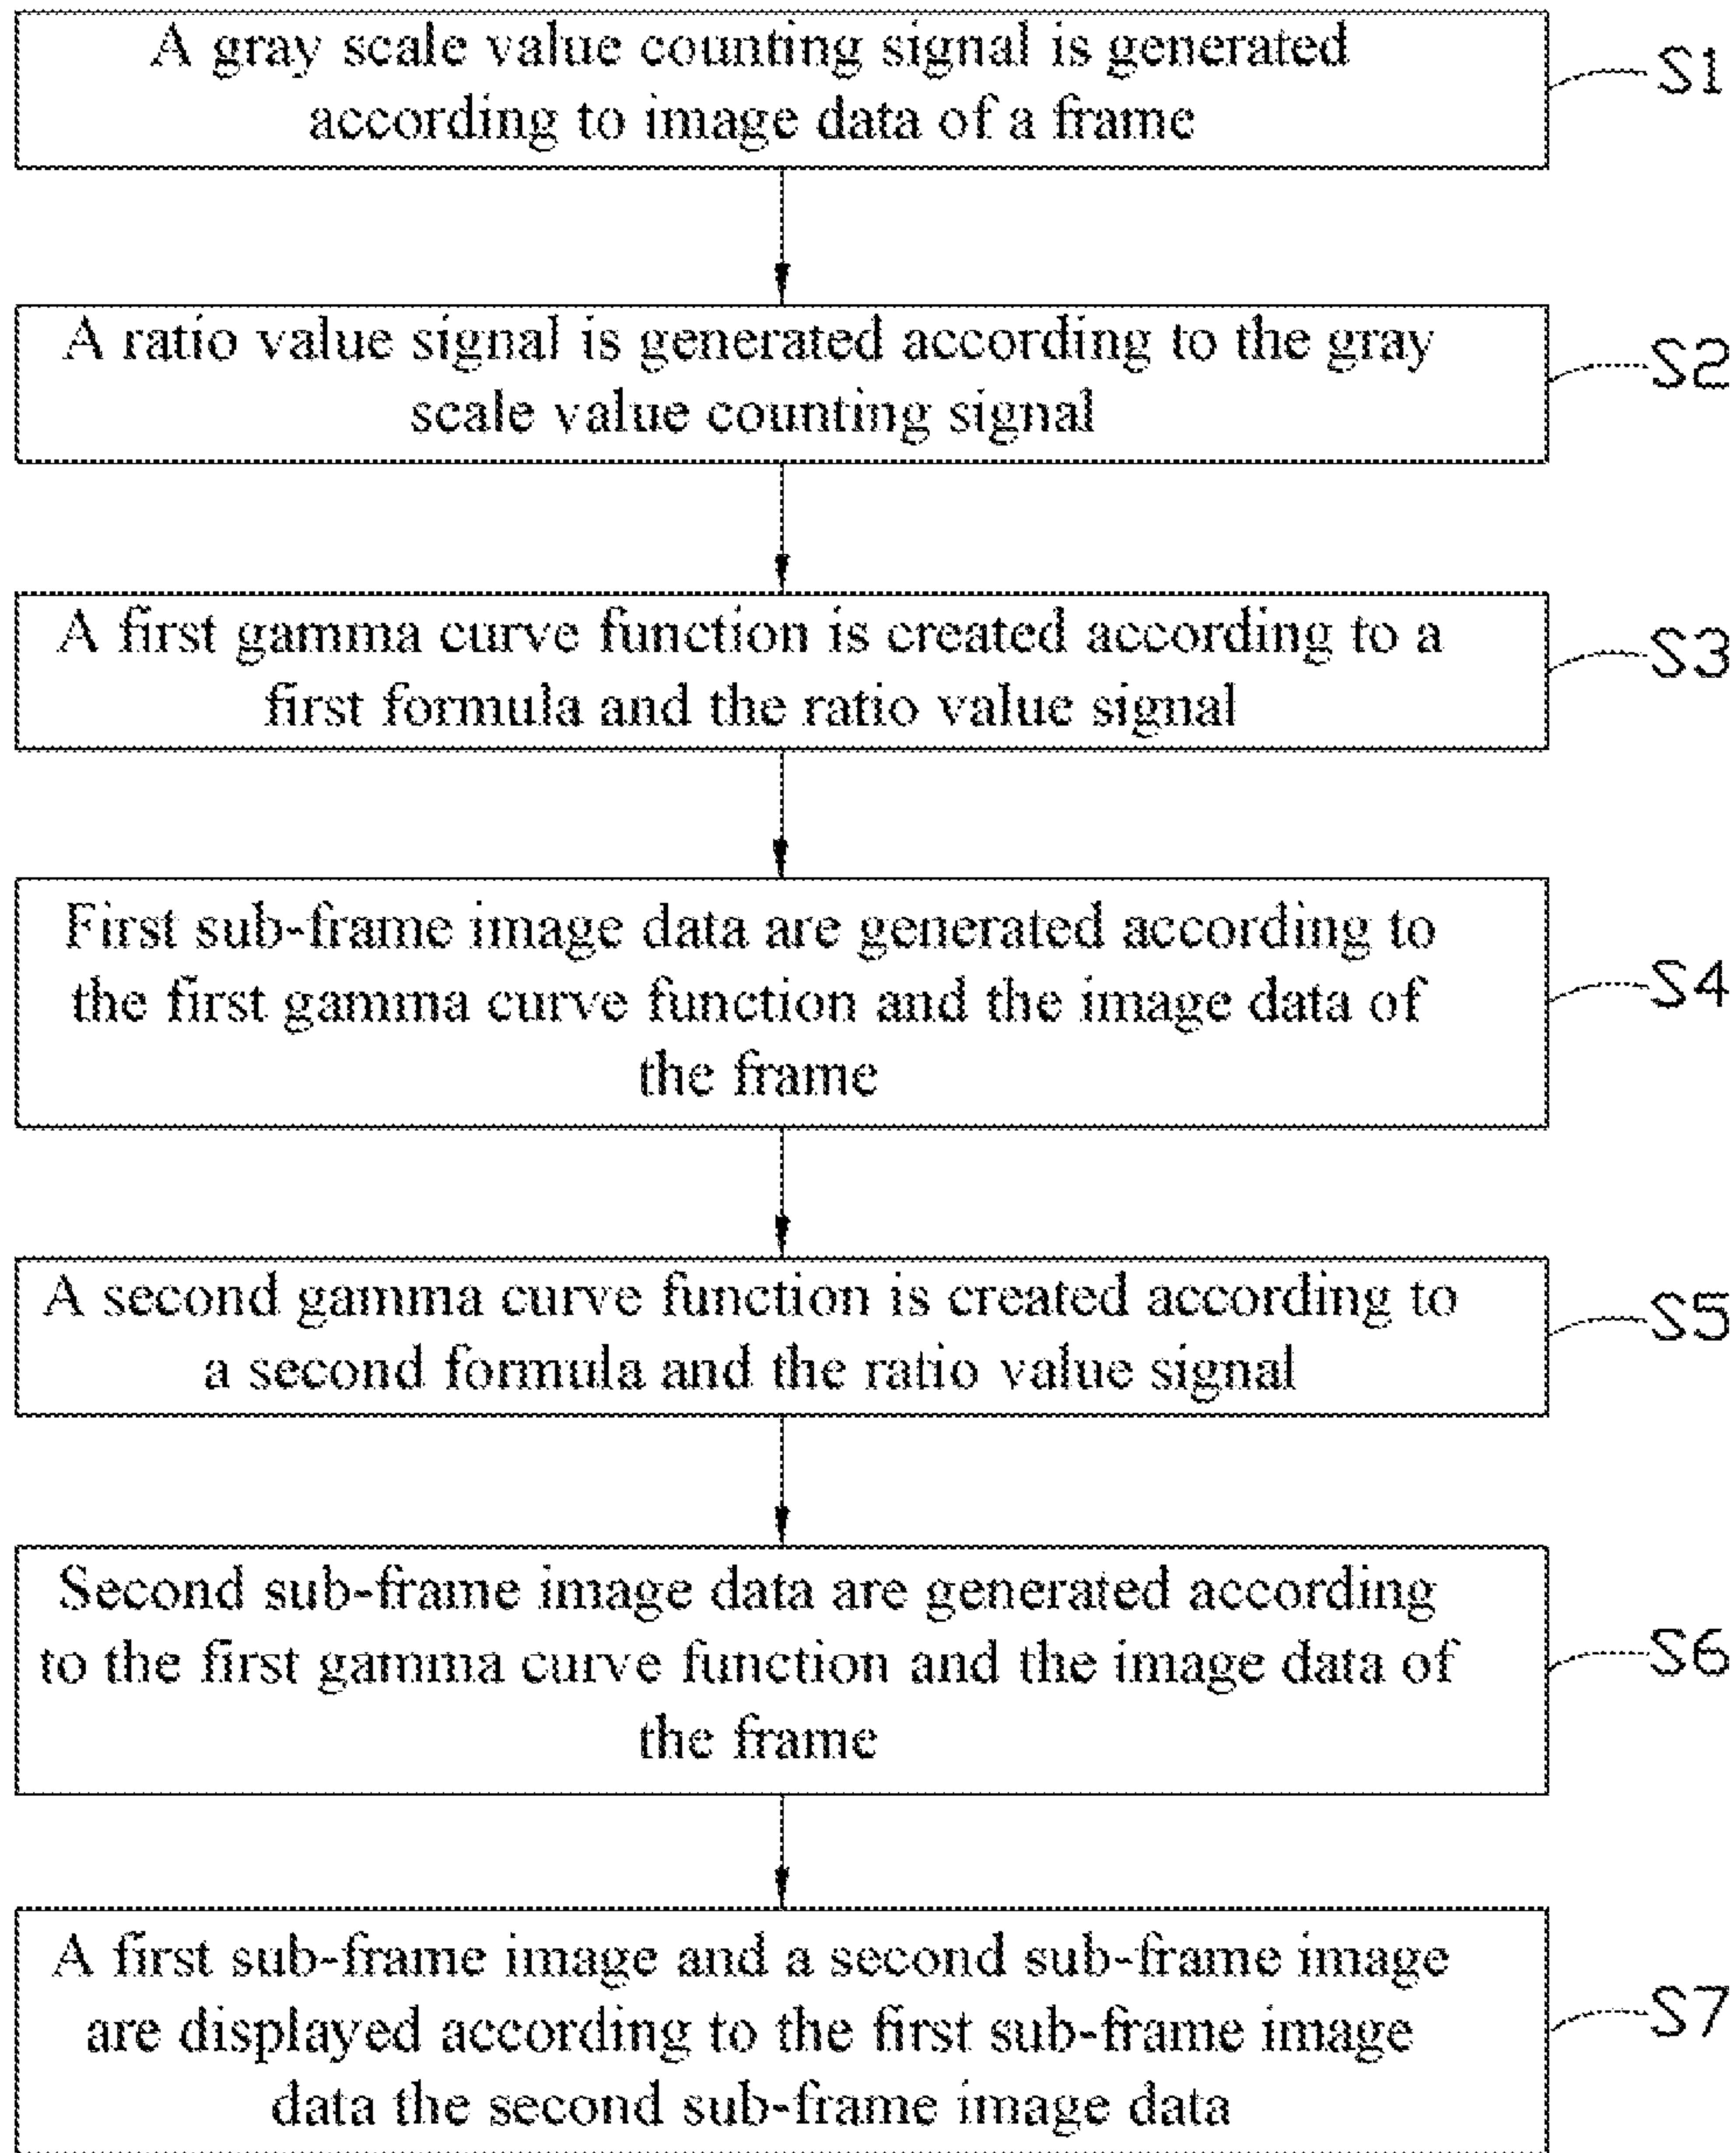 A gray scale value counting signal is generated
according to image data of a frame
S1
A ratio value signal is generated according to the gray
scale value counting signal
S2
A first gamma curve function is created according to a
first formula and the ratio value signal
S3
First sub-frame image data are generated according to
the first gamma curve function and the image data of
the frame
S4
A second gamma curve function is created according to
a second formula and the ratio value signal
S5
Second sub-frame image data are generated according
to the first gamma curve function and the image data of
the frame
S6
A first sub-frame image and a second sub-frame image
are displayed according to the first sub-frame image
data the second sub-frame image data
S7